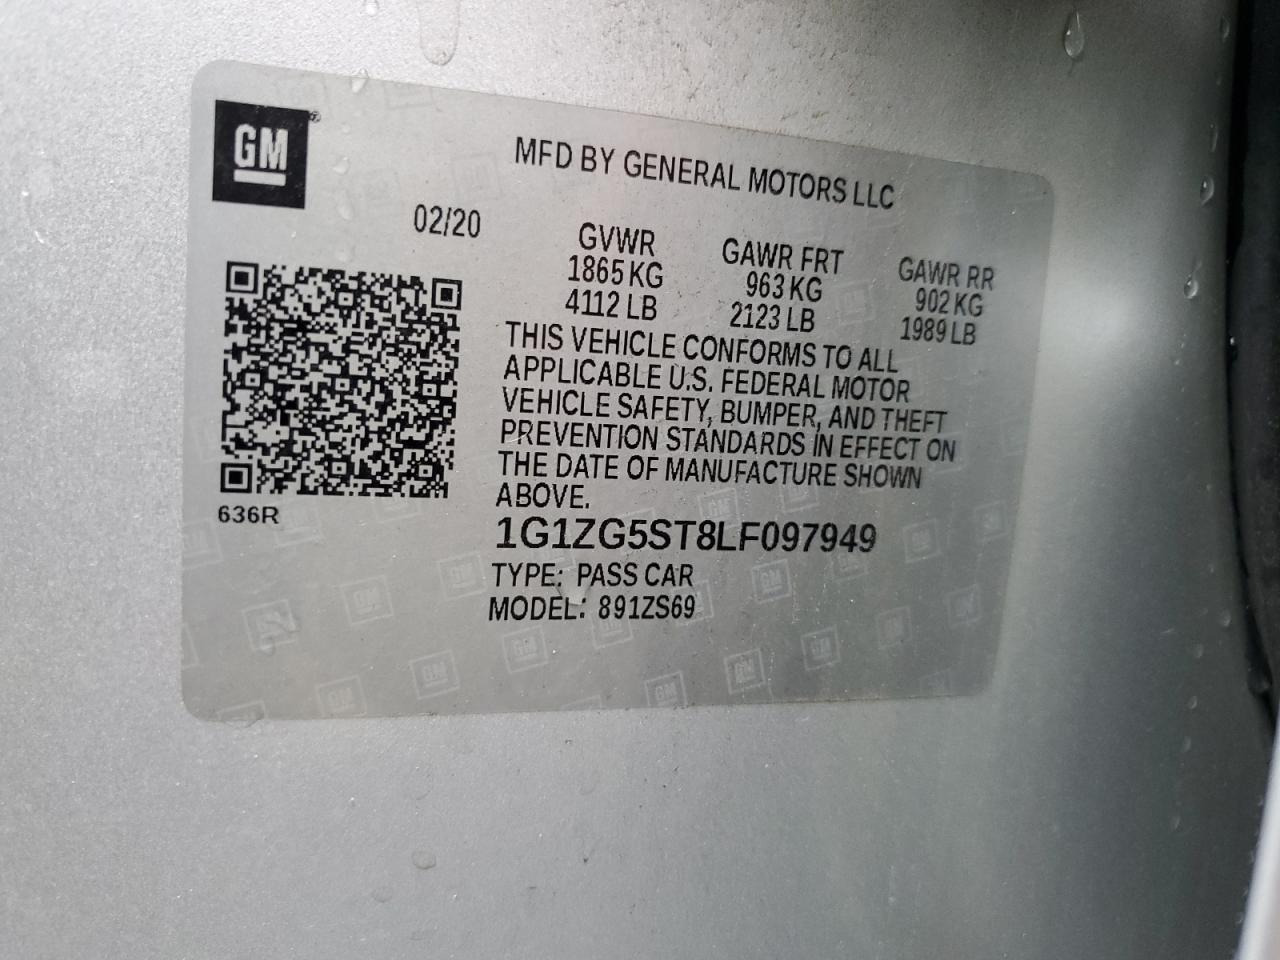 GM
MFD BY GENERAL MOTORS LLC
02/20
GVWR GAWR FRT GAWR RR
1865 KG 963 KG 902 KG
4112 LB 2123 LB 1989 LB
THIS VEHICLE CONFORMS TO ALL
APPLICABLE U.S. FEDERAL MOTOR
VEHICLE SAFETY, BUMPER, AND THEFT
PREVENTION STANDARDS IN EFFECT ON
THE DATE OF MANUFACTURE SHOWN
ABOVE.
636R
1G1ZG5ST8LF097949
TYPE: PASS CAR
MODEL: 891ZS69